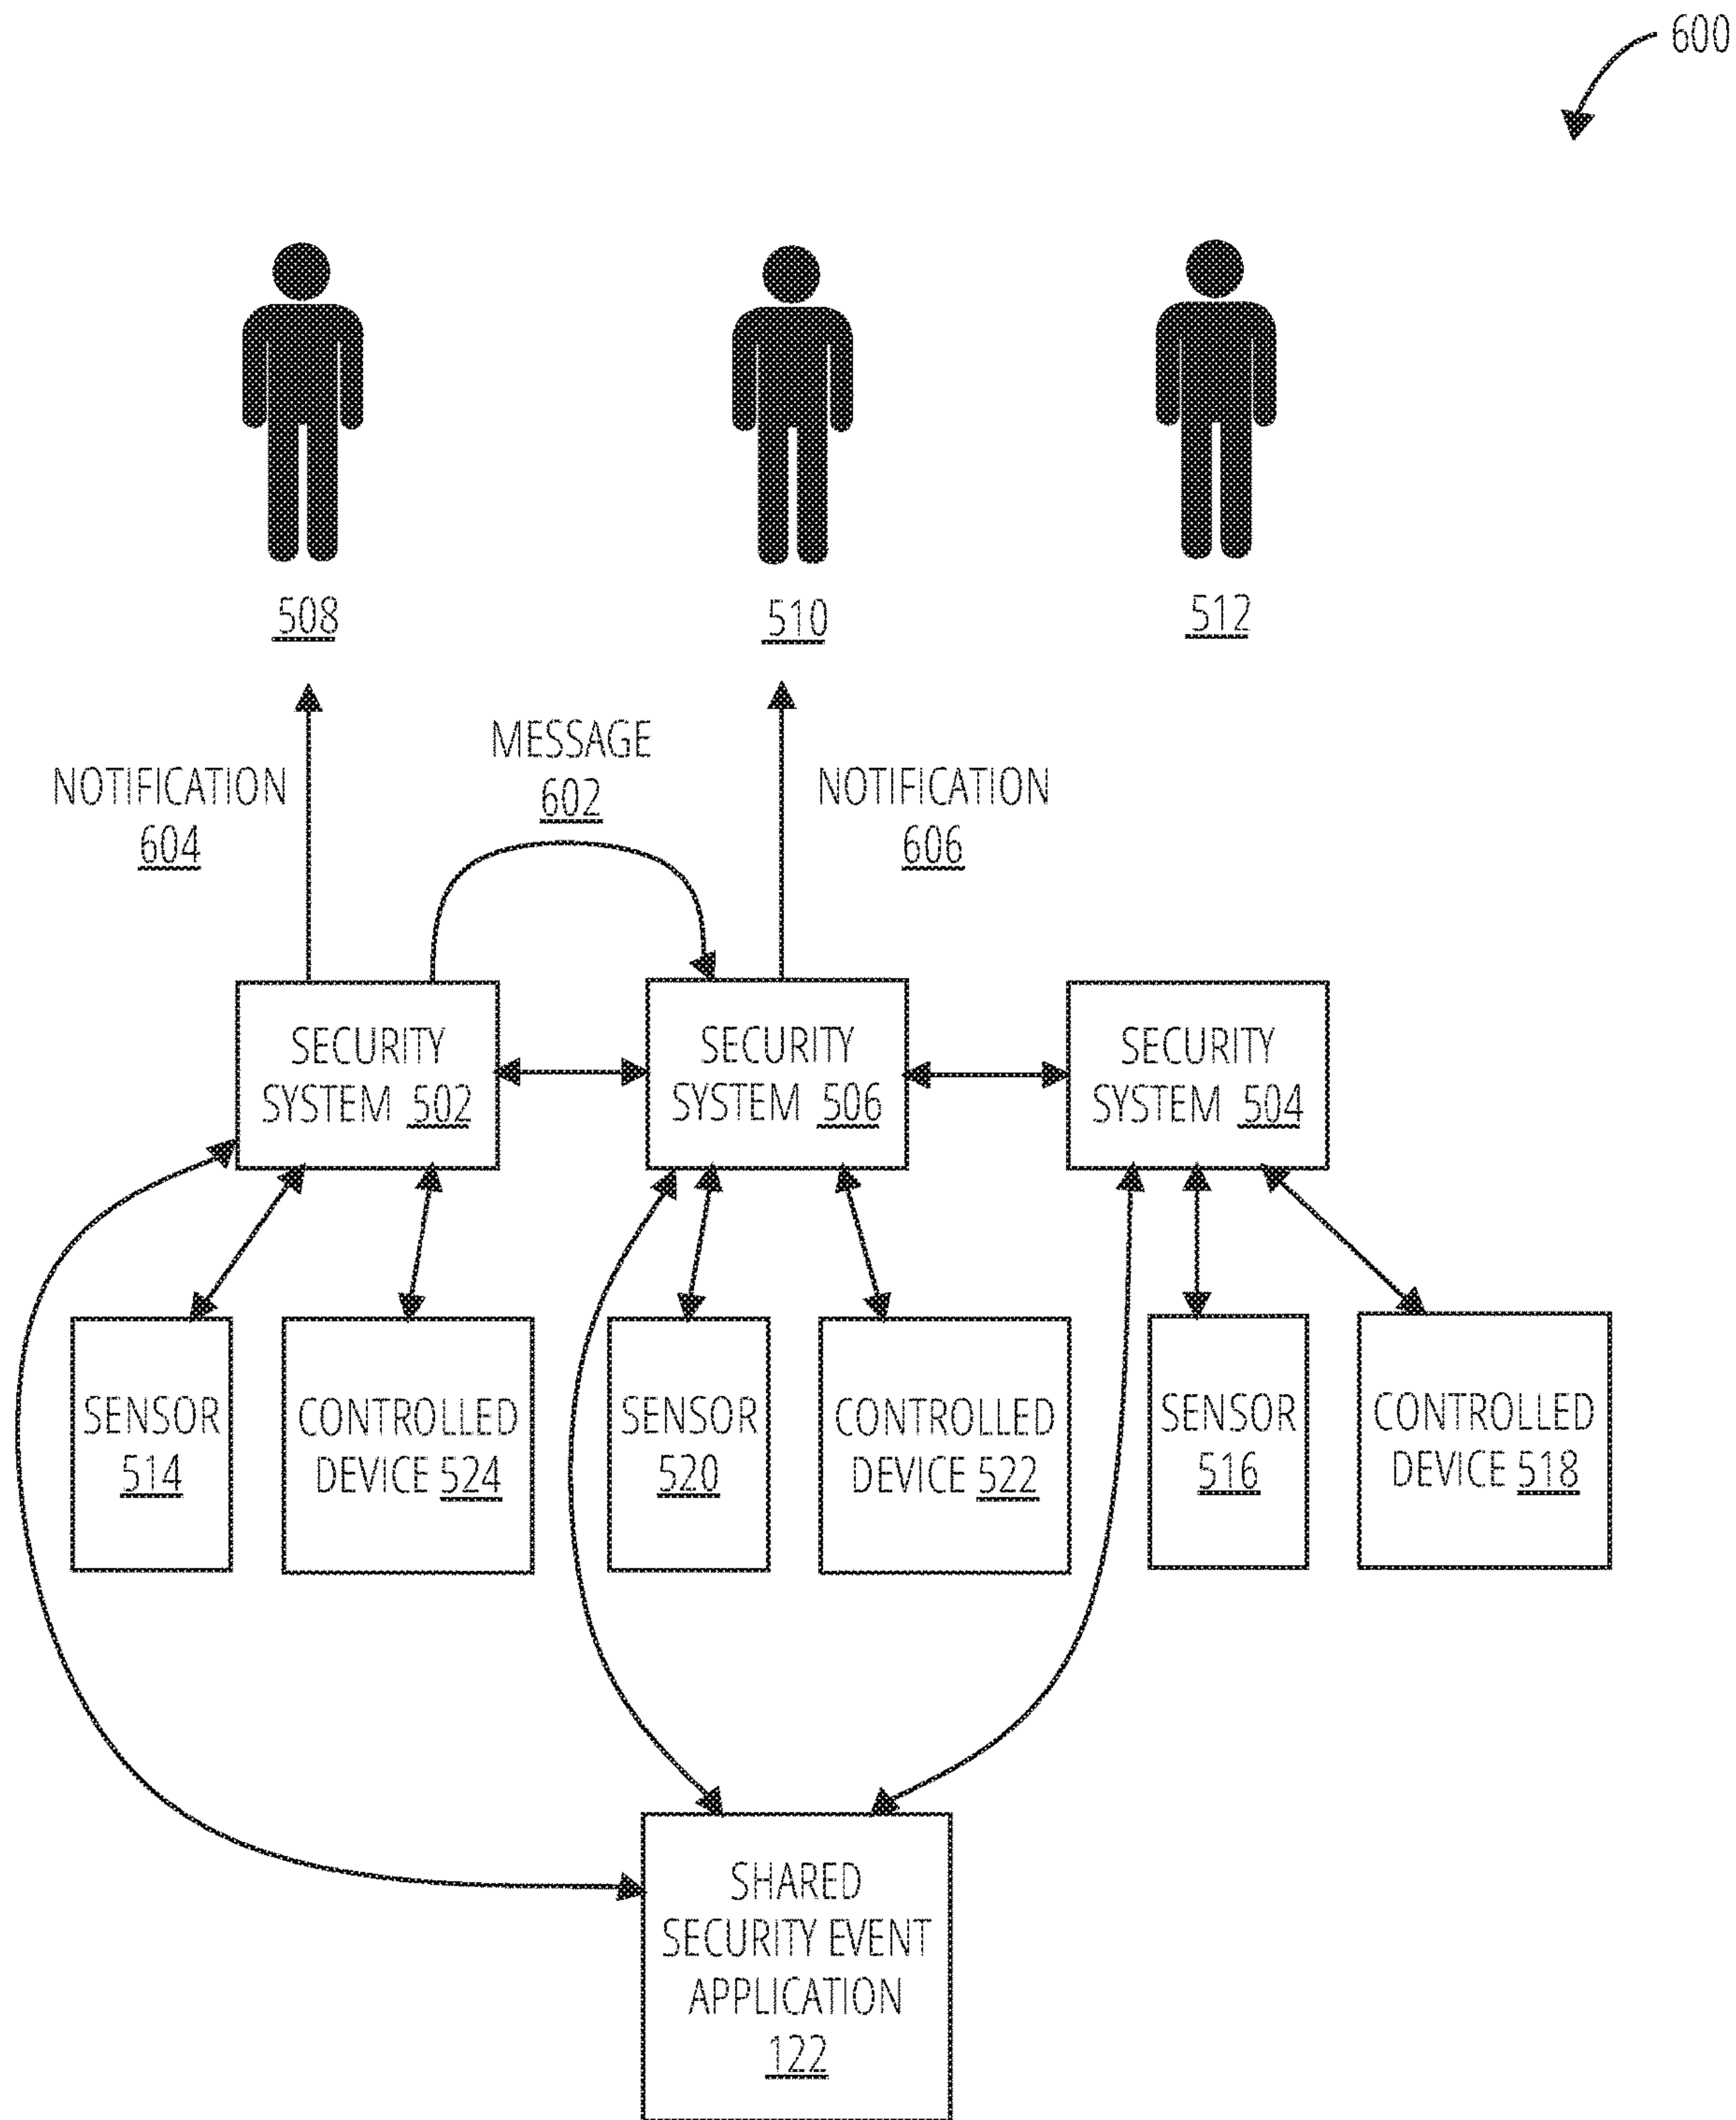 600
508
510
512
MESSAGE
602
NOTIFICATION
604
NOTIFICATION
606
SECURITY
SYSTEM 502
SECURITY
SYSTEM 506
SECURITY
SYSTEM 504
SENSOR
514
CONTROLLED
DEVICE 524
SENSOR
520
CONTROLLED
DEVICE 522
SENSOR
516
CONTROLLED
DEVICE 518
SHARED
SECURITY EVENT
APPLICATION
122